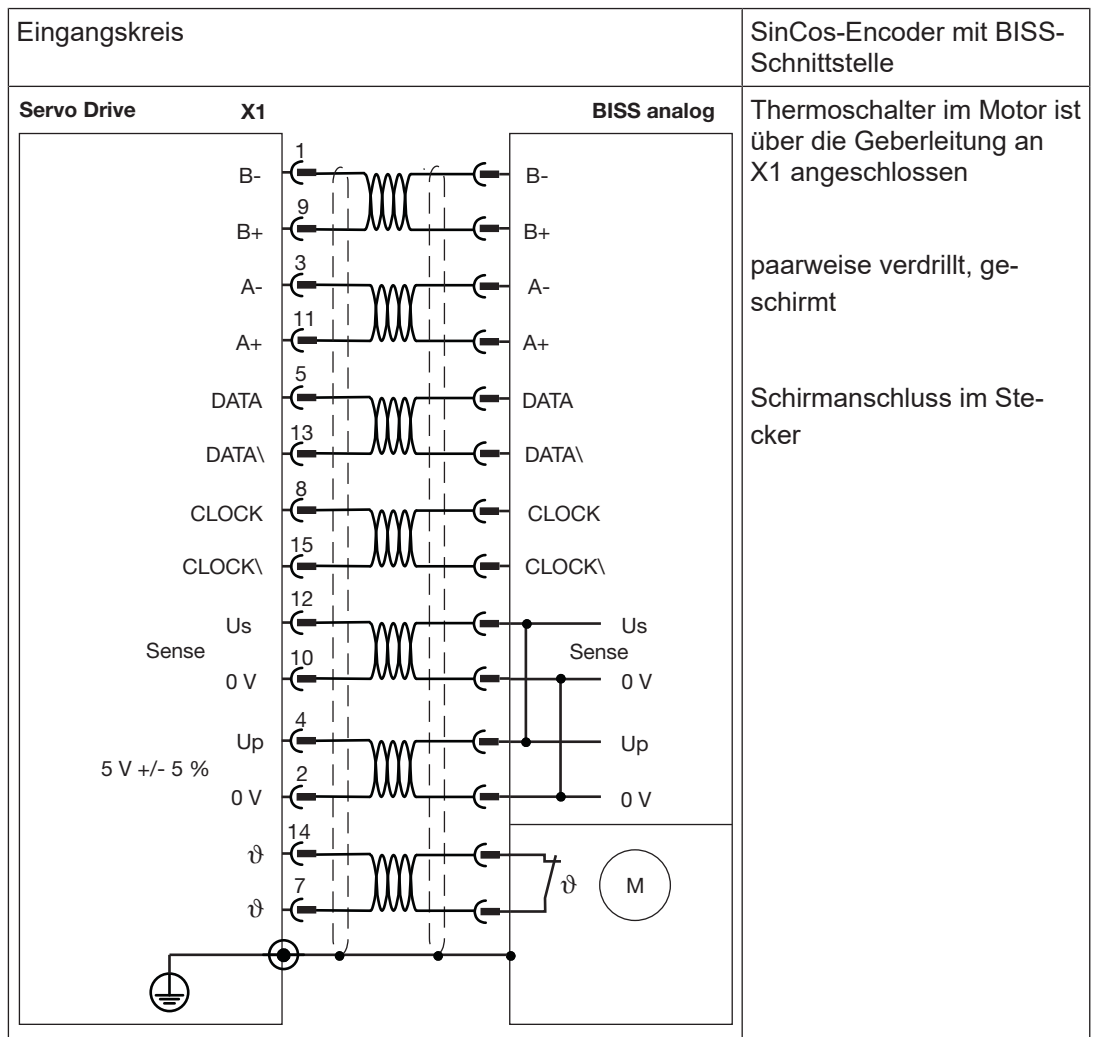 Eingangskreis
SinCos-Encoder mit BISS-
Schnittstelle
Servo Drive X1 BISS analog
1
B- B-
9
B+ B+
3
A- A-
11
A+ A+
5
DATA DATA
13
DATA\ DATA\
8
CLOCK CLOCK
15
CLOCK\ CLOCK\
12
Us Us
Sense Sense
10
0 V 0 V
4
Up Up
5 V +/- 5 %
2
0 V 0 V
14
ϑ
ϑ M
7
ϑ
Thermoschalter im Motor ist
über die Geberleitung an
X1 angeschlossen
paarweise verdrillt, ge-
schirmt
Schirmanschluss im Ste-
cker